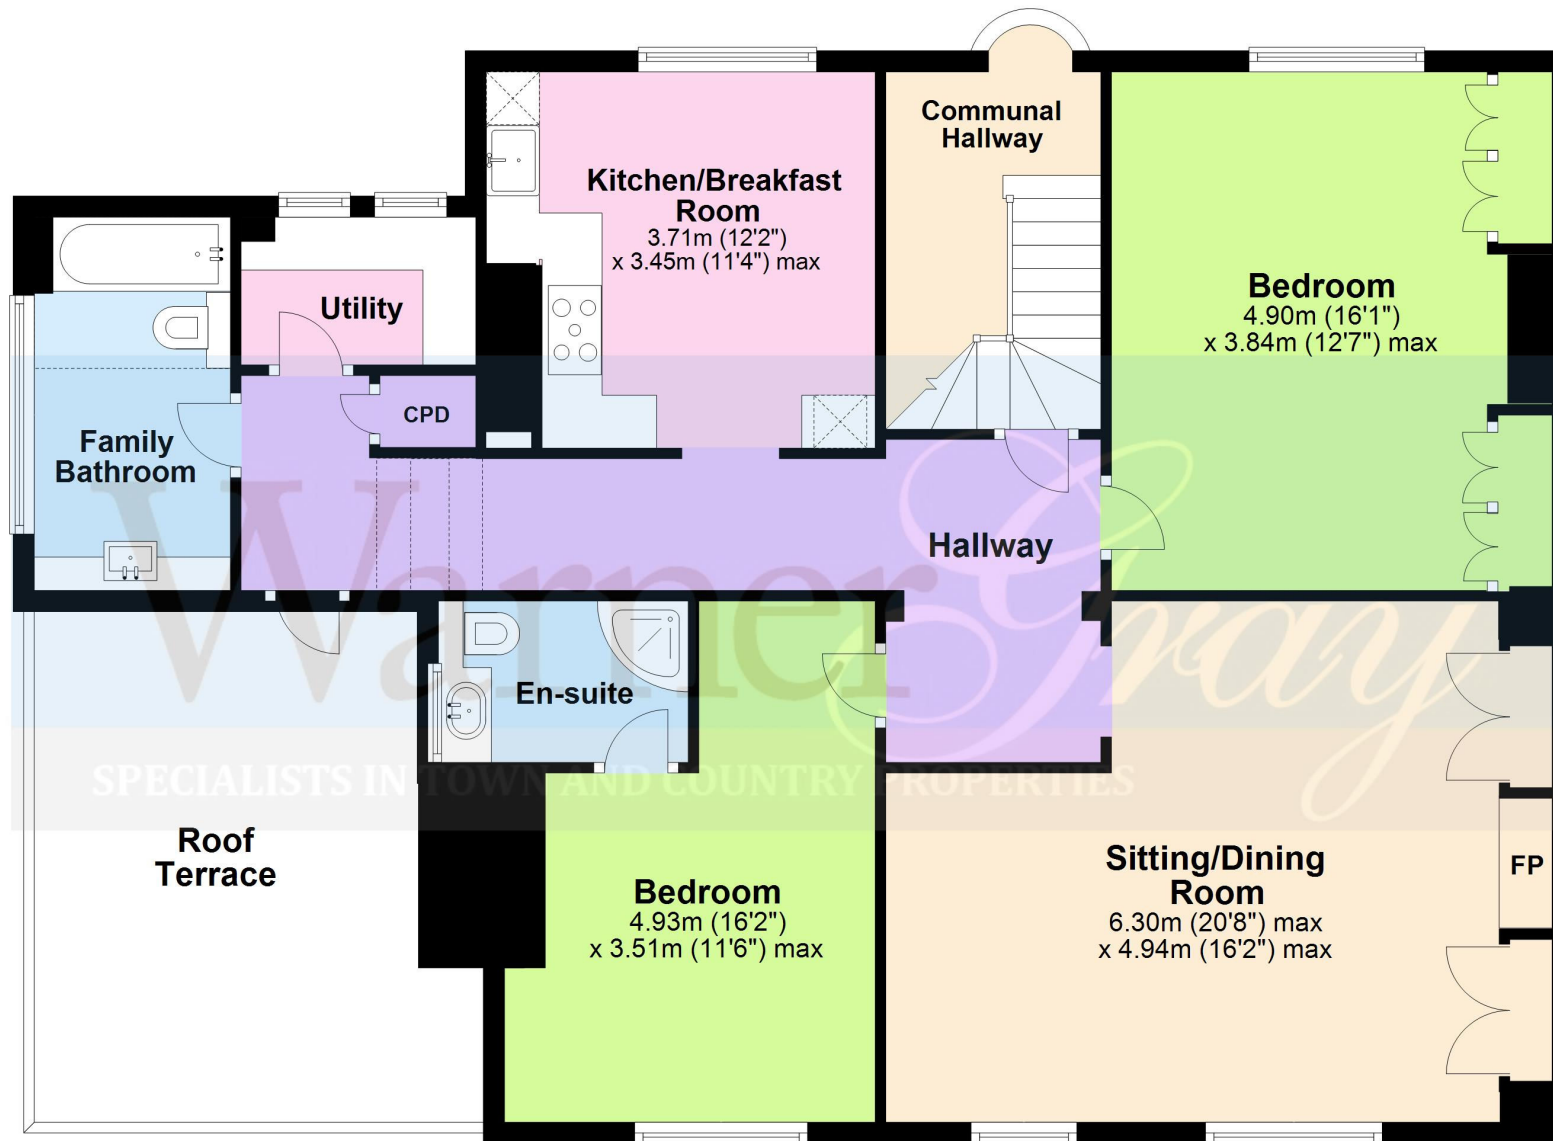 Communal
Hallway
Kitchen/Breakfast
Room
3.71m (12'2")
x 3.45m (11'4") max
Bedroom
4.90m (16'1")
x 3.84m (12'7") max
Utility
CPD
Family
Bathroom
Hallway
En-suite
WarnerGray
SPECIALISTS IN TOWN AND COUNTRY PROPERTIES
Roof
Terrace
Bedroom
4.93m (16'2")
x 3.51m (11'6") max
Sitting/Dining
Room
6.30m (20'8") max
x 4.94m (16'2") max
FP